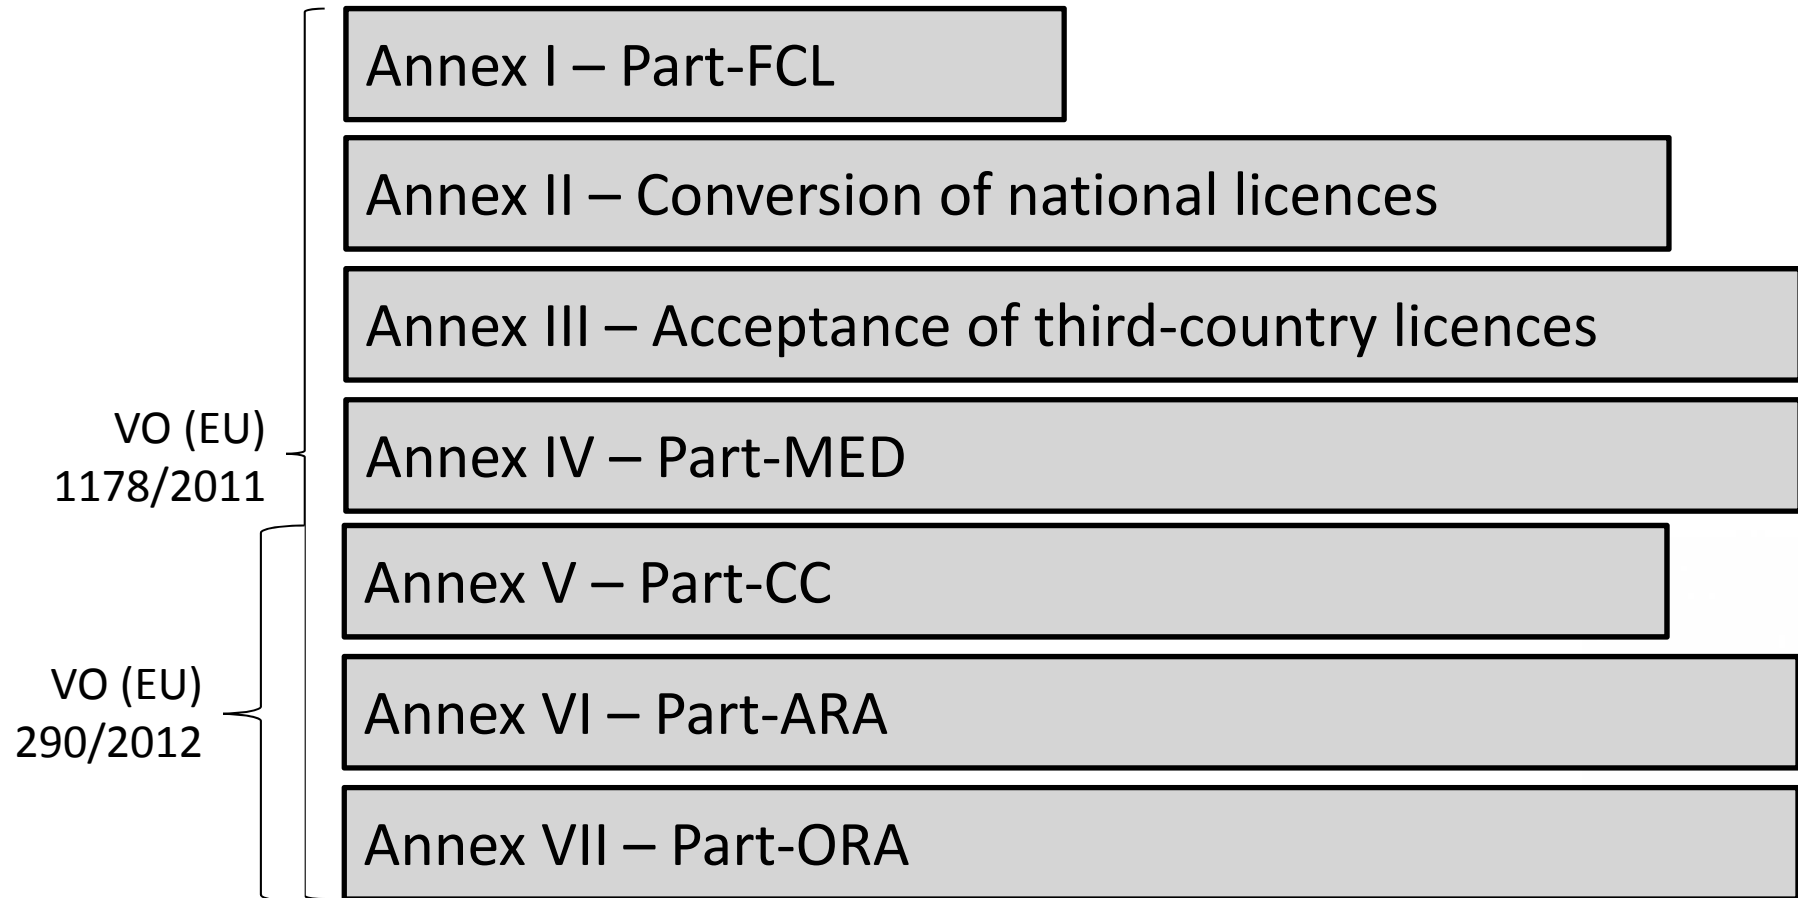 Annex I – Part-FCL
Annex II – Conversion of national licences
Annex III – Acceptance of third-country licences
VO (EU)
1178/2011
Annex IV – Part-MED
Annex V – Part-CC
VO (EU)
290/2012
Annex VI – Part-ARA
Annex VII – Part-ORA